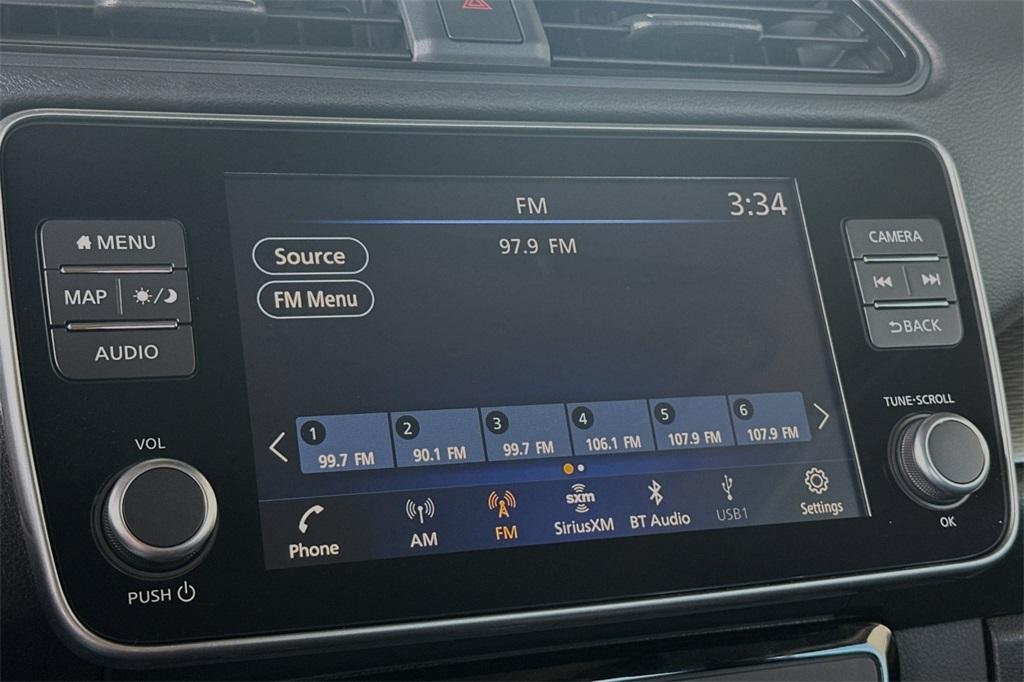 FM
3:34
97.9 FM
Source
FM Menu
MENU
MAP
AUDIO
VOL
PUSH
CAMERA
BACK
TUNE·SCROLL
OK
1
99.7 FM
2
90.1 FM
3
99.7 FM
4
106.1 FM
5
107.9 FM
6
107.9 FM
Phone
AM
FM
sxm
SiriusXM
BT Audio
USB1
Settings